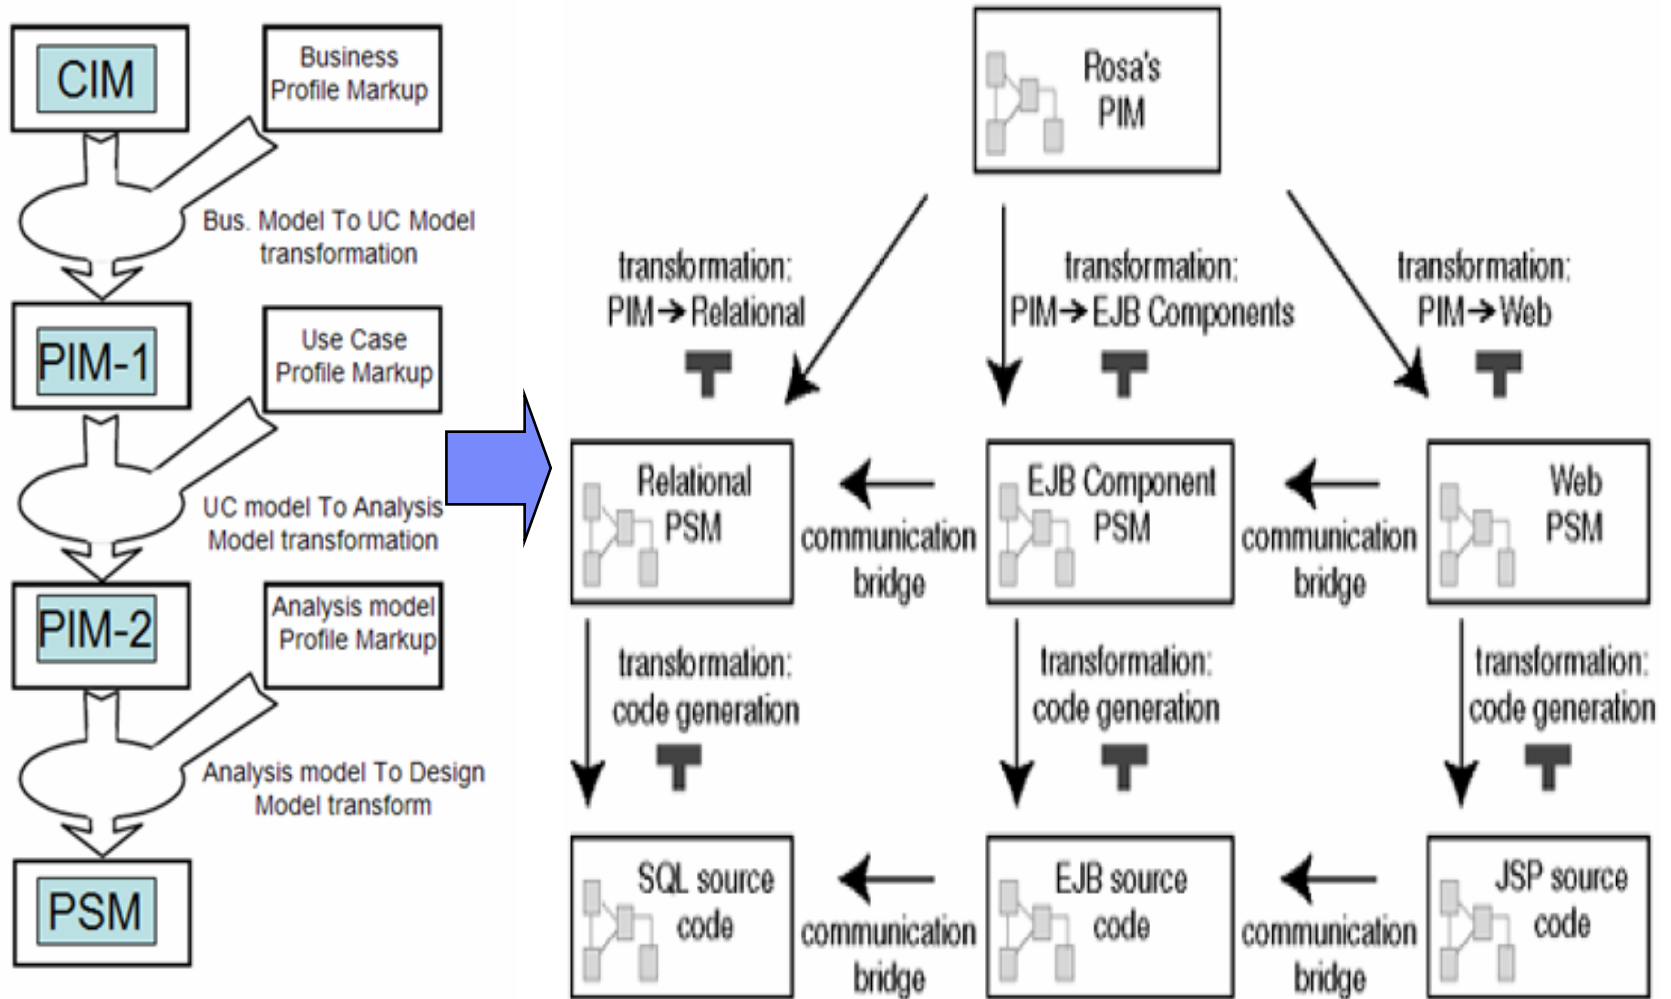 CIM
Business
Profile Markup
Bus. Model To UC Model
transformation
PIM-1
Use Case
Profile Markup
UC model To Analysis
Model transformation
PIM-2
Analysis model
Profile Markup
Analysis model To Design
Model transform
PSM
Rosa's
PIM
transformation:
PIM→Relational
transformation:
PIM→EJB Components
transformation:
PIM→Web
Relational
PSM
communication
bridge
EJB Component
PSM
communication
bridge
Web
PSM
transformation:
code generation
transformation:
code generation
transformation:
code generation
SQL source
code
communication
bridge
EJB source
code
communication
bridge
JSP source
code